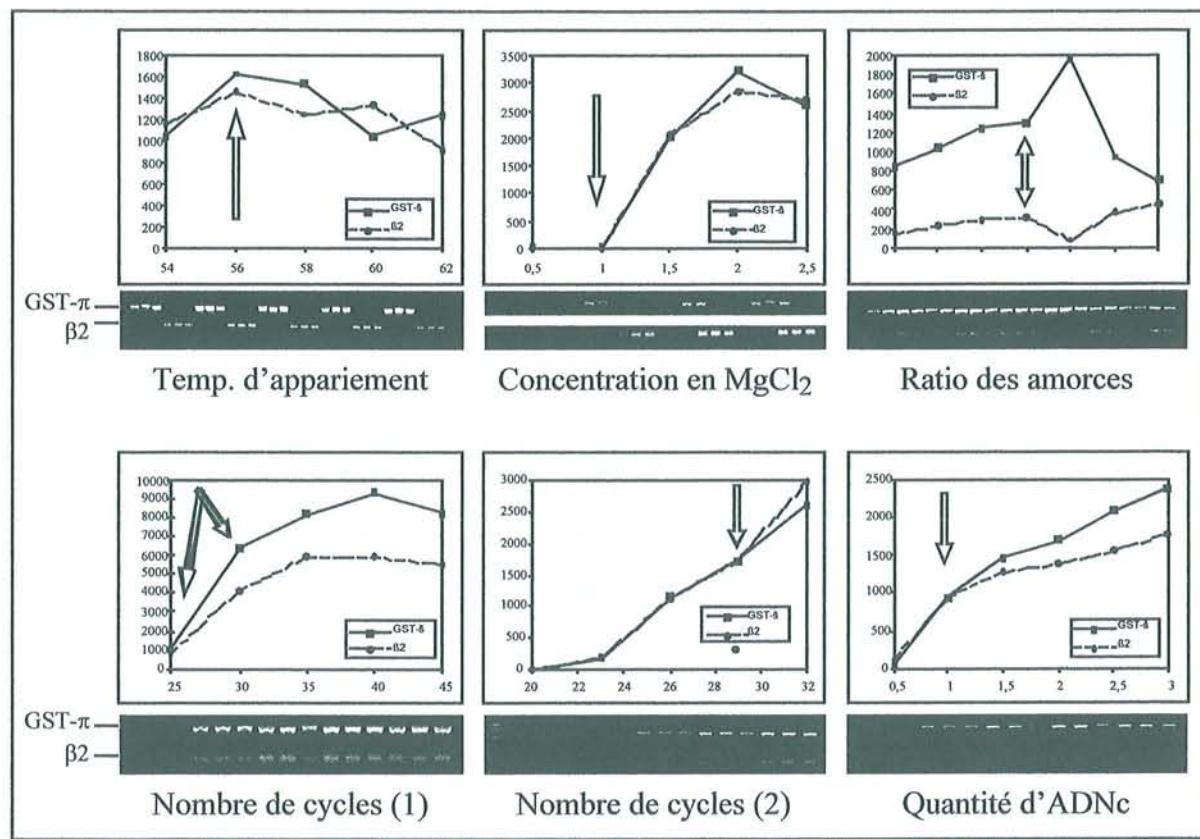 1800
1600
1400
1200
1000
800
600
400
200
0
54 56 58 60 62
GST-š
ß2
3500
3000
2500
2000
1500
1000
500
0
0,5 1 1,5 2 2,5
GST-š
ß2
2000
1800
1600
1400
1200
1000
800
600
400
200
0
GST-š
ß2
GST-π
β2
Temp. d'appariement
Concentration en MgCl₂
Ratio des amorces
10000
9000
8000
7000
6000
5000
4000
3000
2000
1000
0
25 30 35 40 45
GST-š
ß2
3000
2500
2000
1500
1000
500
0
20 22 24 26 28 30 32
GST-š
ß2
2500
2000
1500
1000
500
0
0,5 1 1,5 2 2,5 3
GST-š
ß2
GST-π
β2
Nombre de cycles (1)
Nombre de cycles (2)
Quantité d'ADNc